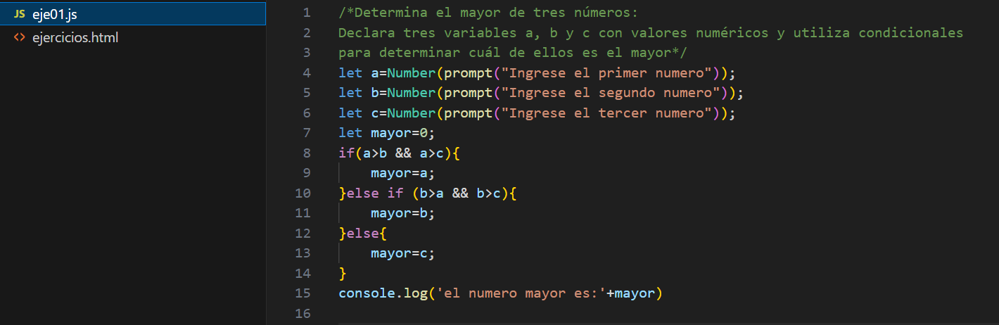 JS eje01.js
<> ejercicios.html
1 /*Determina el mayor de tres números:
2 Declara tres variables a, b y c con valores numéricos y utiliza condicionales
3 para determinar cuál de ellos es el mayor*/
4 let a=Number(prompt("Ingrese el primer numero"));
5 let b=Number(prompt("Ingrese el segundo numero"));
6 let c=Number(prompt("Ingrese el tercer numero"));
7 let mayor=0;
8 if(a>b && a>c){
9     mayor=a;
10 }else if (b>a && b>c){
11     mayor=b;
12 }else{
13     mayor=c;
14 }
15 console.log('el numero mayor es:'+mayor)
16